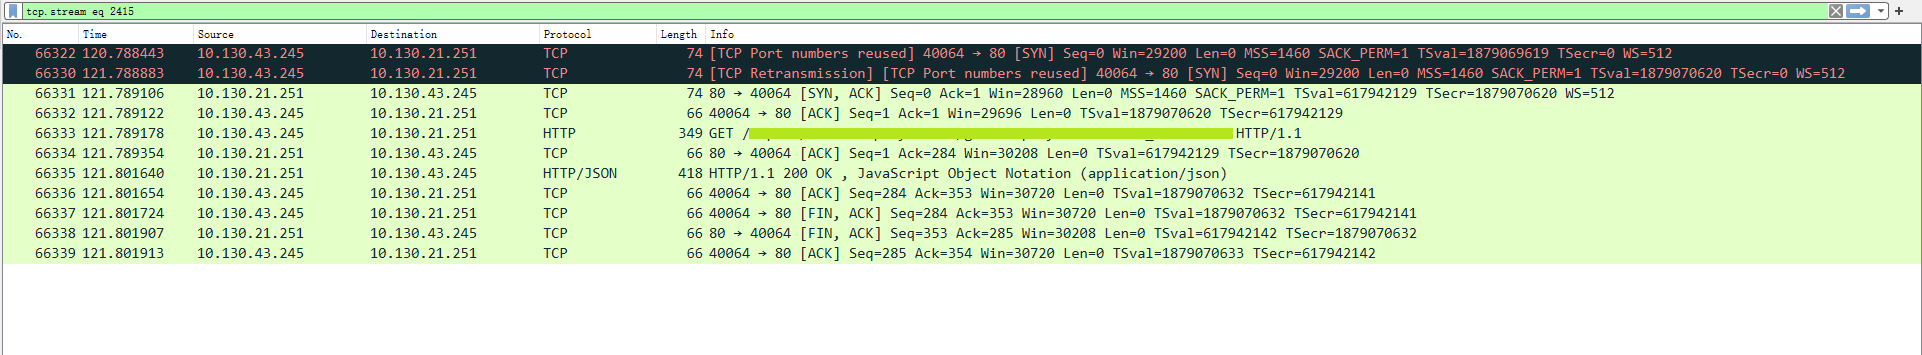 tcp.stream eq 2415
No. Time Source Destination Protocol Length Info
66322 120.788443 10.130.43.245 10.130.21.251 TCP 74 [TCP Port numbers reused] 40064 → 80 [SYN] Seq=0 Win=29200 Len=0 MSS=1460 SACK_PERM=1 TSval=1879069619 TSecr=0 WS=512
66330 121.788883 10.130.43.245 10.130.21.251 TCP 74 [TCP Retransmission] [TCP Port numbers reused] 40064 → 80 [SYN] Seq=0 Win=29200 Len=0 MSS=1460 SACK_PERM=1 TSval=1879070620 TSecr=0 WS=512
66331 121.789106 10.130.21.251 10.130.43.245 TCP 74 80 → 40064 [SYN, ACK] Seq=0 Ack=1 Win=28960 Len=0 MSS=1460 SACK_PERM=1 TSval=617942129 TSecr=1879070620 WS=512
66332 121.789122 10.130.43.245 10.130.21.251 TCP 66 40064 → 80 [ACK] Seq=1 Ack=1 Win=29696 Len=0 TSval=1879070620 TSecr=617942129
66333 121.789178 10.130.43.245 10.130.21.251 HTTP 349 GET / HTTP/1.1
66334 121.789354 10.130.21.251 10.130.43.245 TCP 66 80 → 40064 [ACK] Seq=1 Ack=284 Win=30208 Len=0 TSval=617942129 TSecr=1879070620
66335 121.801640 10.130.21.251 10.130.43.245 HTTP/JSON 418 HTTP/1.1 200 OK , JavaScript Object Notation (application/json)
66336 121.801654 10.130.43.245 10.130.21.251 TCP 66 40064 → 80 [ACK] Seq=284 Ack=353 Win=30720 Len=0 TSval=1879070632 TSecr=617942141
66337 121.801724 10.130.43.245 10.130.21.251 TCP 66 40064 → 80 [FIN, ACK] Seq=284 Ack=353 Win=30720 Len=0 TSval=1879070632 TSecr=617942141
66338 121.801907 10.130.21.251 10.130.43.245 TCP 66 80 → 40064 [FIN, ACK] Seq=353 Ack=285 Win=30208 Len=0 TSval=617942142 TSecr=1879070632
66339 121.801913 10.130.43.245 10.130.21.251 TCP 66 40064 → 80 [ACK] Seq=285 Ack=354 Win=30720 Len=0 TSval=1879070633 TSecr=617942142